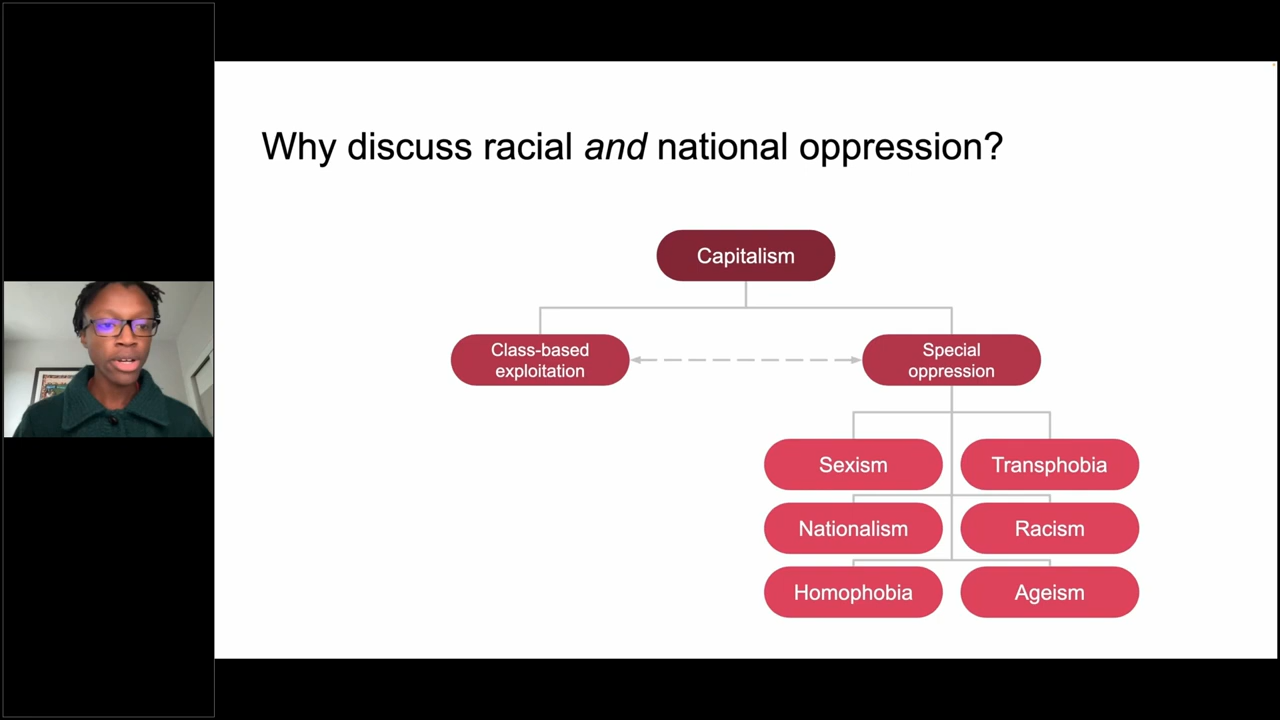 Why discuss racial and national oppression?
Capitalism
Class-based
exploitation
Special
oppression
Sexism
Transphobia
Nationalism
Racism
Homophobia
Ageism